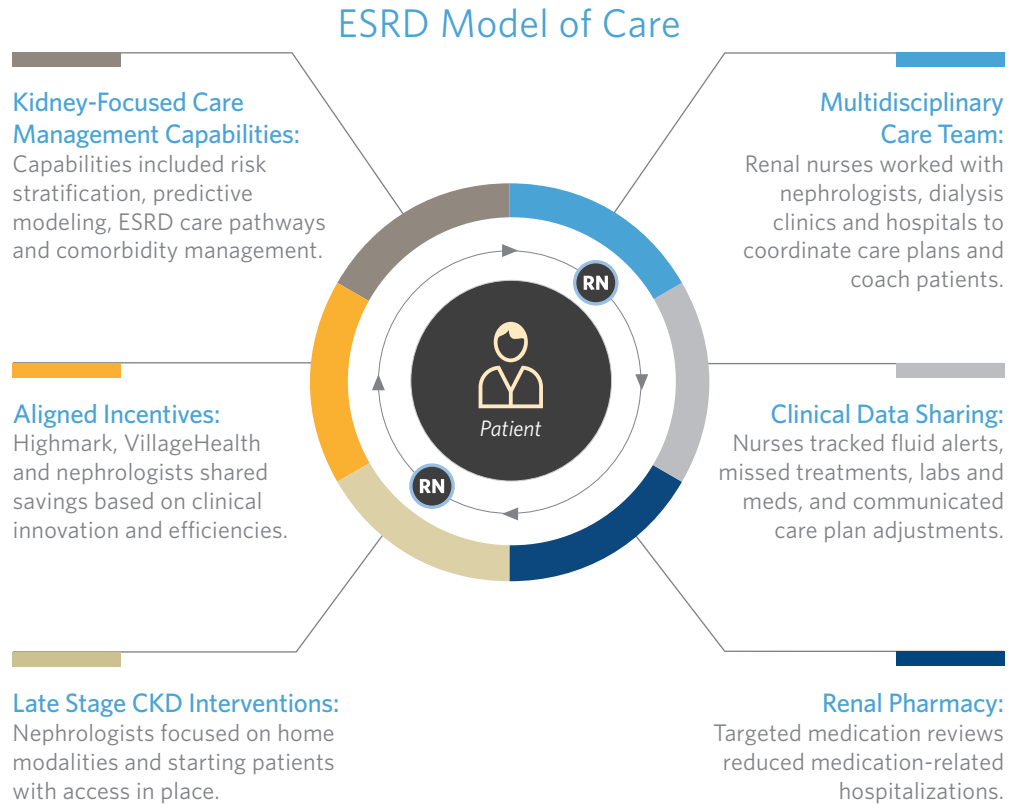 ESRD Model of Care
Kidney-Focused Care
Management Capabilities:
Capabilities included risk
stratification, predictive
modeling, ESRD care pathways
and comorbidity management.
Multidisciplinary
Care Team:
Renal nurses worked with
nephrologists, dialysis
clinics and hospitals to
coordinate care plans and
coach patients.
RN
Patient
RN
Aligned Incentives:
Highmark, VillageHealth
and nephrologists shared
savings based on clinical
innovation and efficiencies.
Clinical Data Sharing:
Nurses tracked fluid alerts,
missed treatments, labs and
meds, and communicated
care plan adjustments.
Late Stage CKD Interventions:
Nephrologists focused on home
modalities and starting patients
with access in place.
Renal Pharmacy:
Targeted medication reviews
reduced medication-related
hospitalizations.